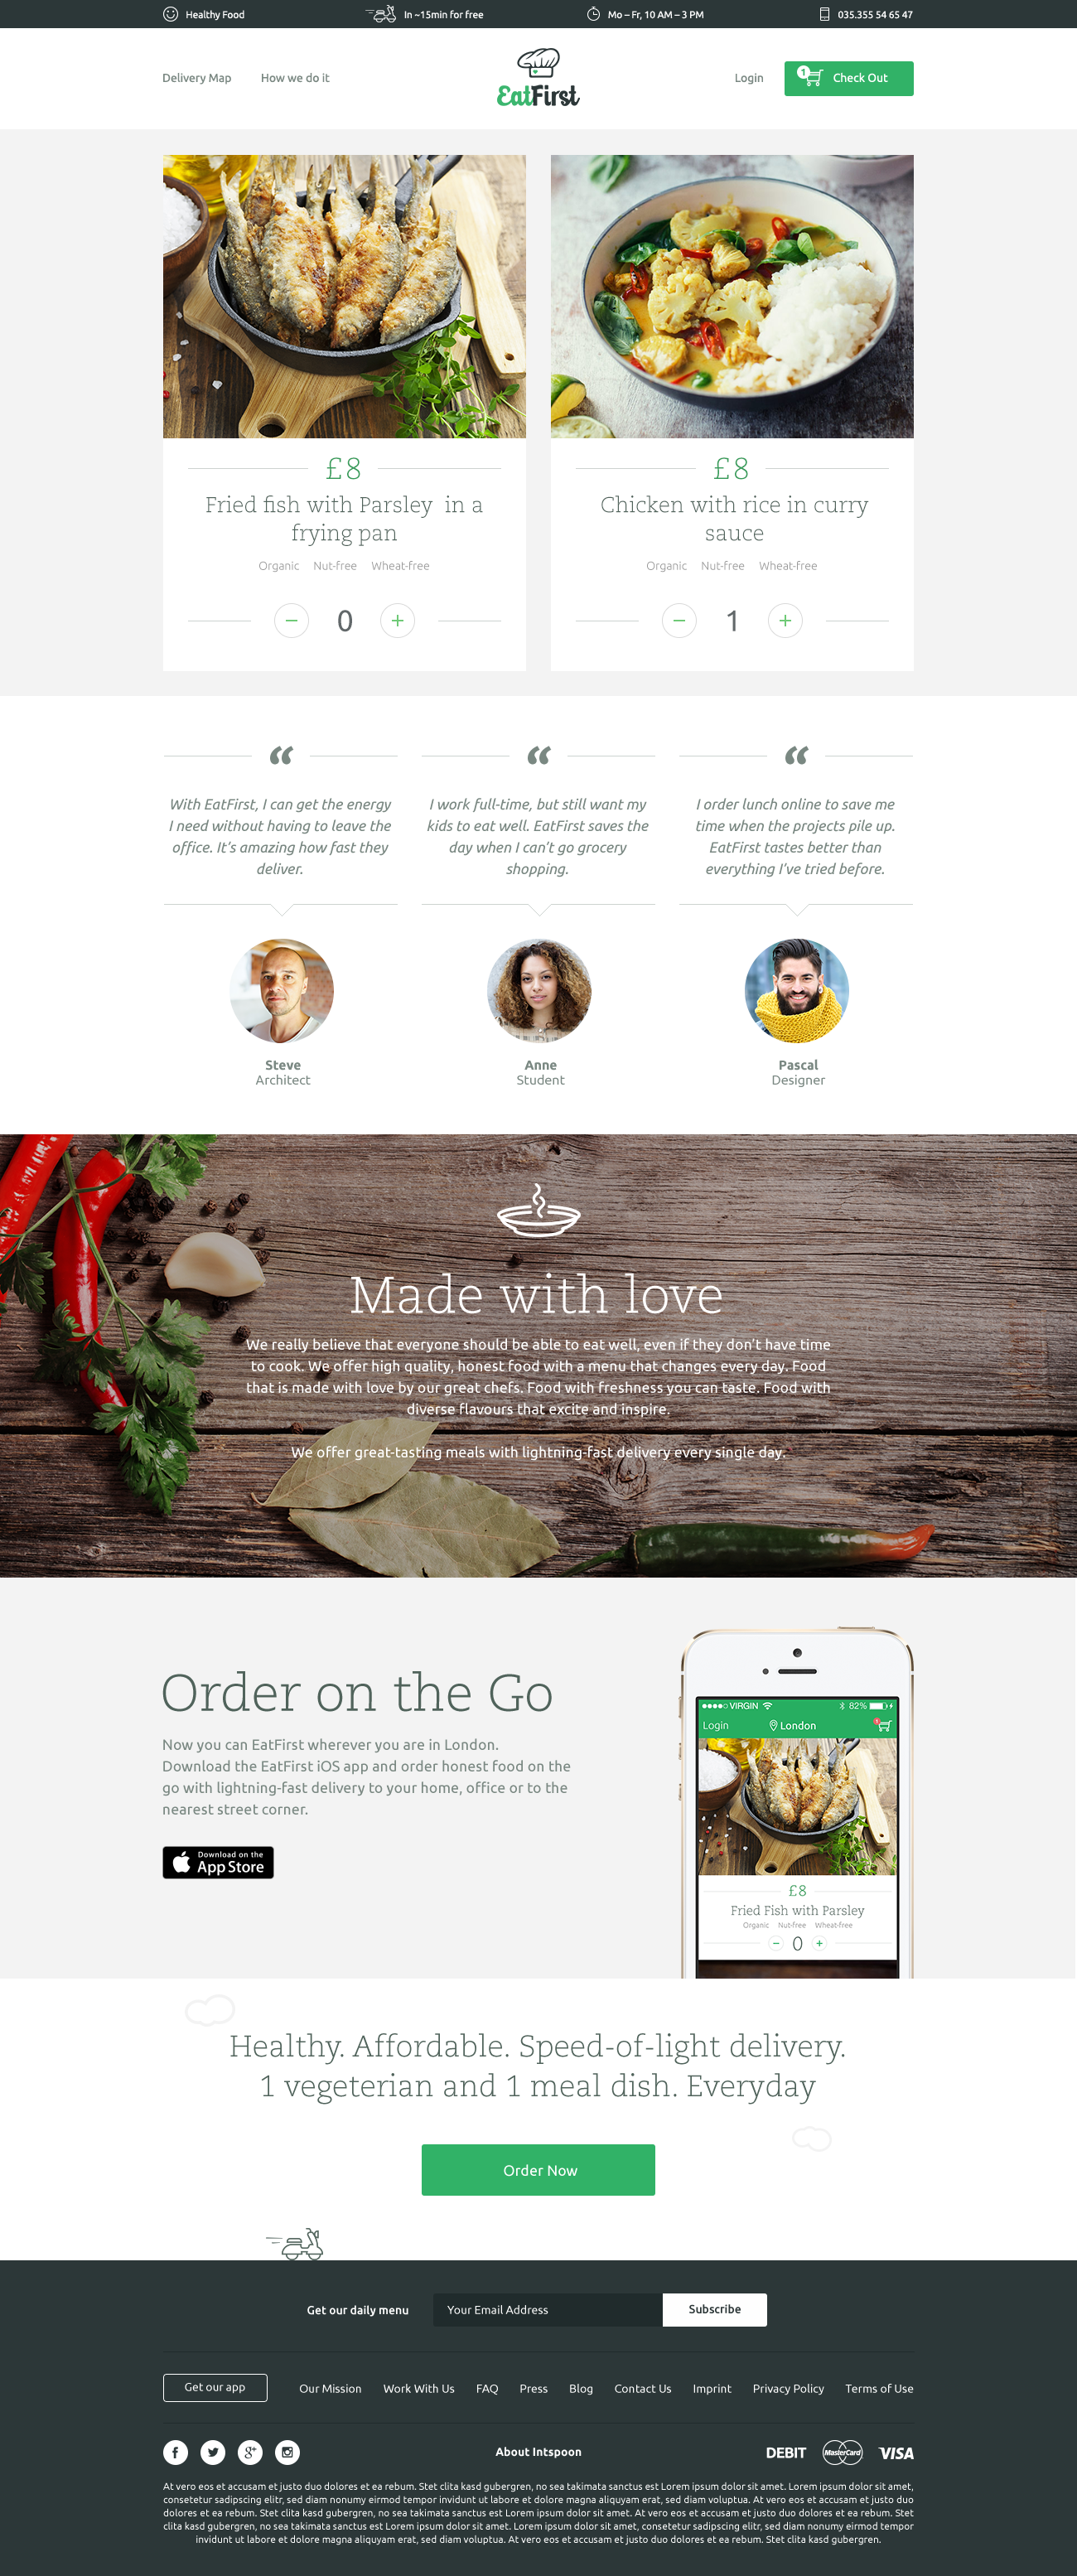 Healthy Food
In ~15min for free
Mo – Fr, 10 AM – 3 PM
035.355 54 65 47
Delivery Map
How we do it
EatFirst
Login
1
Check Out
£8
Fried fish with Parsley in a
frying pan
Organic Nut-free Wheat-free
− 0 +
£8
Chicken with rice in curry
sauce
Organic Nut-free Wheat-free
− 1 +
“
With EatFirst, I can get the energy
I need without having to leave the
office. It’s amazing how fast they
deliver.
Steve
Architect
“
I work full-time, but still want my
kids to eat well. EatFirst saves the
day when I can’t go grocery
shopping.
Anne
Student
“
I order lunch online to save me
time when the projects pile up.
EatFirst tastes better than
everything I’ve tried before.
Pascal
Designer
Made with love
We really believe that everyone should be able to eat well, even if they don’t have time
to cook. We offer high quality, honest food with a menu that changes every day. Food
that is made with love by our great chefs. Food with freshness you can taste. Food with
diverse flavours that excite and inspire.
We offer great-tasting meals with lightning-fast delivery every single day.
Order on the Go
Now you can EatFirst wherever you are in London.
Download the EatFirst iOS app and order honest food on the
go with lightning-fast delivery to your home, office or to the
nearest street corner.
Download on the
App Store
VIRGIN 82%
Login London 1
£8
Fried Fish with Parsley
Organic Nut-free Wheat-free
− 0 +
Healthy. Affordable. Speed-of-light delivery.
1 vegeterian and 1 meal dish. Everyday
Order Now
Get our daily menu
Your Email Address
Subscribe
Get our app
Our Mission Work With Us FAQ Press Blog Contact Us Imprint Privacy Policy Terms of Use
f g+
About Intspoon
DEBIT MasterCard VISA
At vero eos et accusam et justo duo dolores et ea rebum. Stet clita kasd gubergren, no sea takimata sanctus est Lorem ipsum dolor sit amet. Lorem ipsum dolor sit amet,
consetetur sadipscing elitr, sed diam nonumy eirmod tempor invidunt ut labore et dolore magna aliquyam erat, sed diam voluptua. At vero eos et accusam et justo duo
dolores et ea rebum. Stet clita kasd gubergren, no sea takimata sanctus est Lorem ipsum dolor sit amet. At vero eos et accusam et justo duo dolores et ea rebum. Stet
clita kasd gubergren, no sea takimata sanctus est Lorem ipsum dolor sit amet. Lorem ipsum dolor sit amet, consetetur sadipscing elitr, sed diam nonumy eirmod tempor
invidunt ut labore et dolore magna aliquyam erat, sed diam voluptua. At vero eos et accusam et justo duo dolores et ea rebum. Stet clita kasd gubergren.